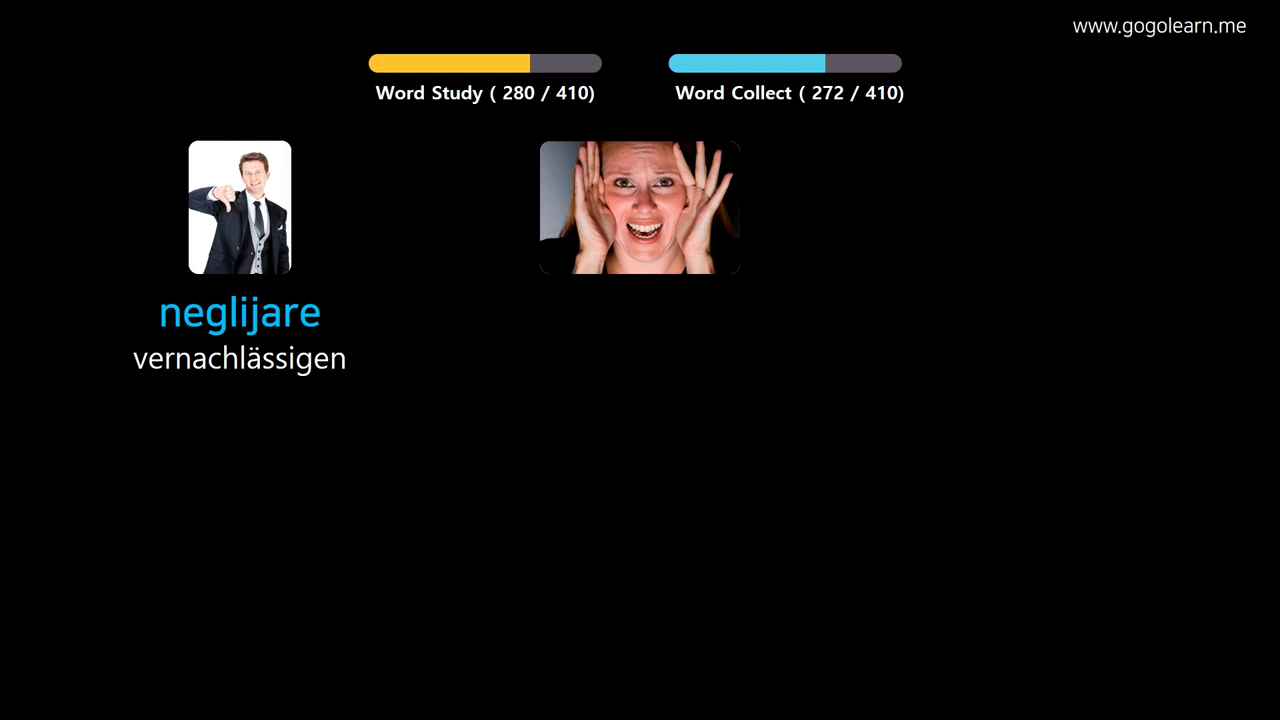 www.gogolearn.me
Word Study ( 280 / 410)
Word Collect ( 272 / 410)
neglijare
vernachlässigen